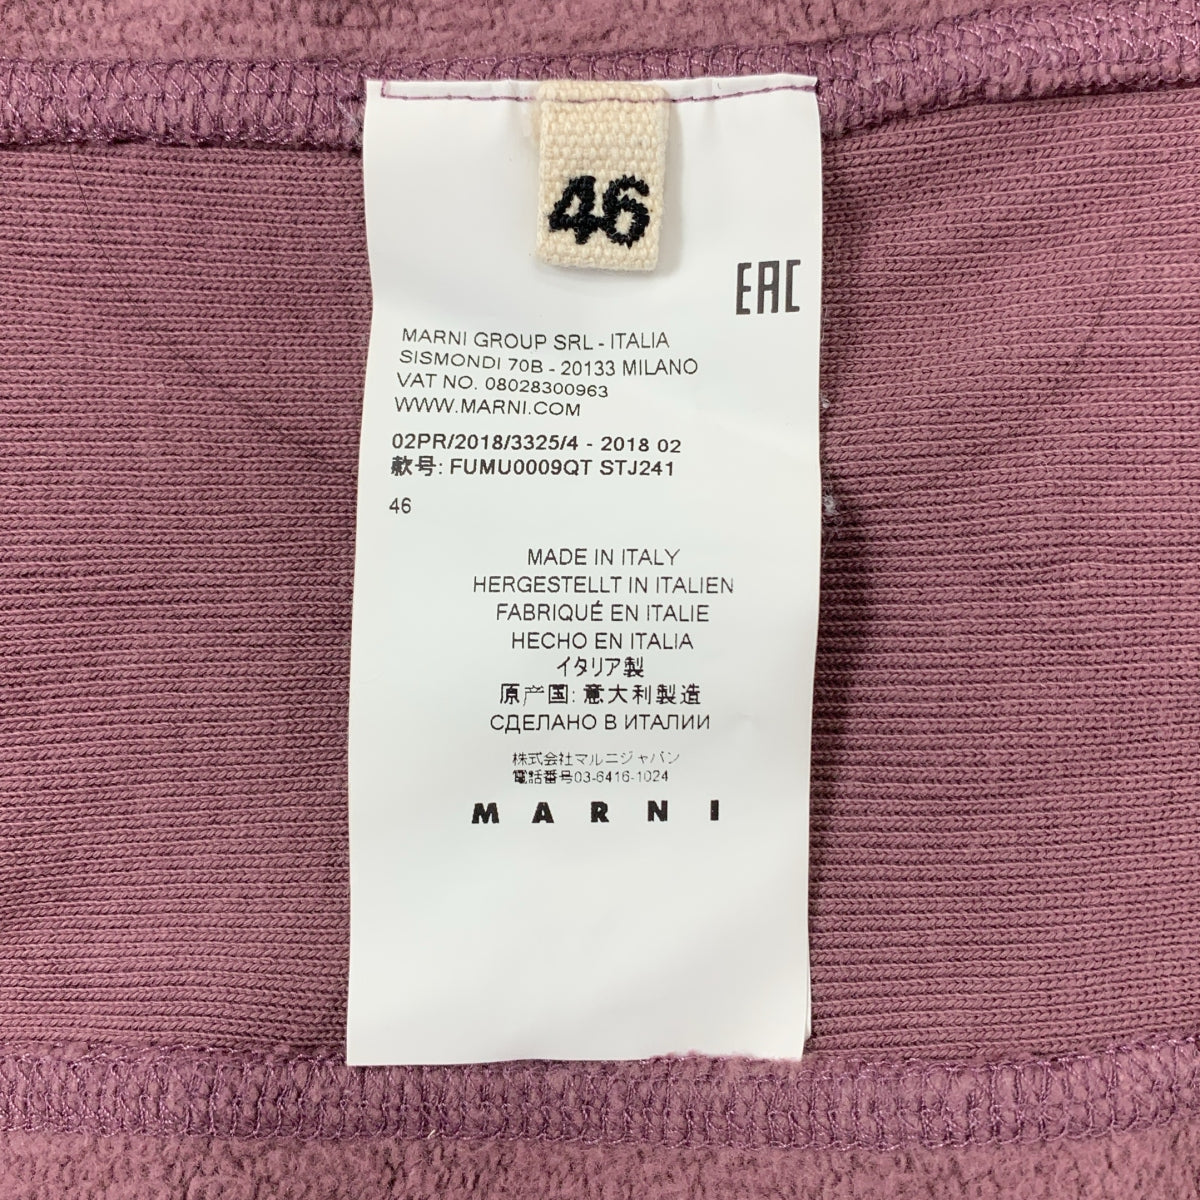 46
EAC
MARNI GROUP SRL - ITALIA
SISMONDI 70B - 20133 MILANO
VAT NO. 08028300963
WWW.MARNI.COM
02PR/2018/3325/4 - 2018 02
款号: FUMU0009QT STJ241
46
MADE IN ITALY
HERGESTELLT IN ITALIEN
FABRIQUÉ EN ITALIE
HECHO EN ITALIA
イタリア製
原产国: 意大利製造
СДЕЛАНО В ИТАЛИИ
株式会社マルニジャパン
電話番号03-6416-1024
MARNI